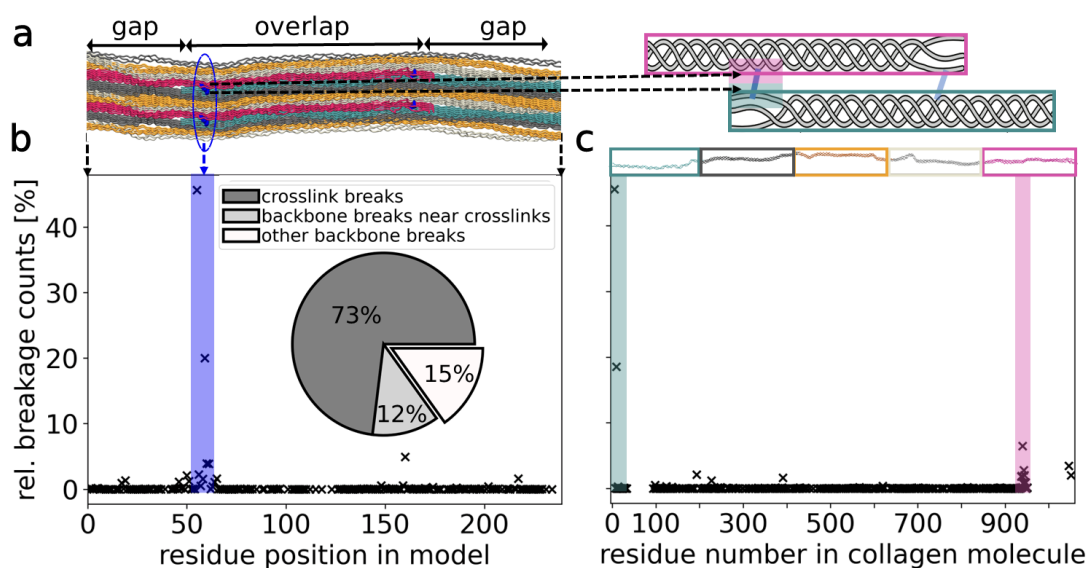 a
gap
overlap
gap
b
c
rel. breakage counts [%]
40
30
20
10
0
crosslink breaks
backbone breaks near crosslinks
other backbone breaks
73%
12%
15%
0
50
100
150
200
residue position in model
0
100
300
500
700
900
residue number in collagen molecule